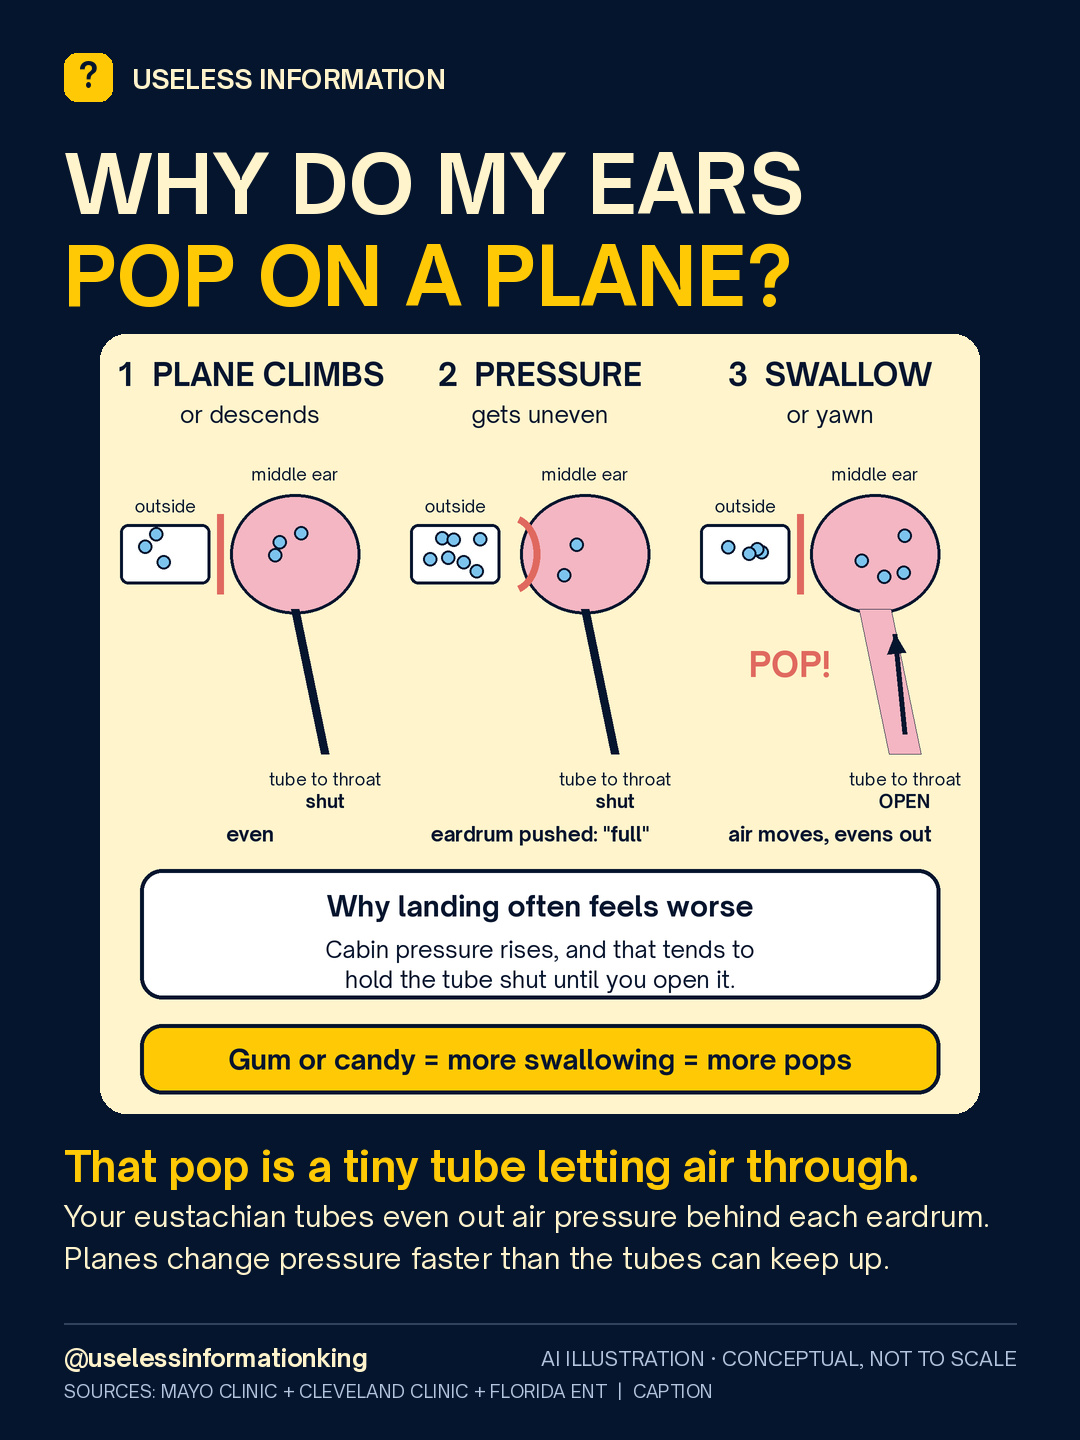 ?
USELESS INFORMATION
WHY DO MY EARS
POP ON A PLANE?
1 PLANE CLIMBS
or descends
2 PRESSURE
gets uneven
3 SWALLOW
or yawn
middle ear
outside
middle ear
outside
middle ear
outside
POP!
tube to throat
shut
tube to throat
shut
tube to throat
OPEN
even
eardrum pushed: "full"
air moves, evens out
Why landing often feels worse
Cabin pressure rises, and that tends to
hold the tube shut until you open it.
Gum or candy = more swallowing = more pops
That pop is a tiny tube letting air through.
Your eustachian tubes even out air pressure behind each eardrum.
Planes change pressure faster than the tubes can keep up.
@uselessinformationking
AI ILLUSTRATION · CONCEPTUAL, NOT TO SCALE
SOURCES: MAYO CLINIC + CLEVELAND CLINIC + FLORIDA ENT | CAPTION